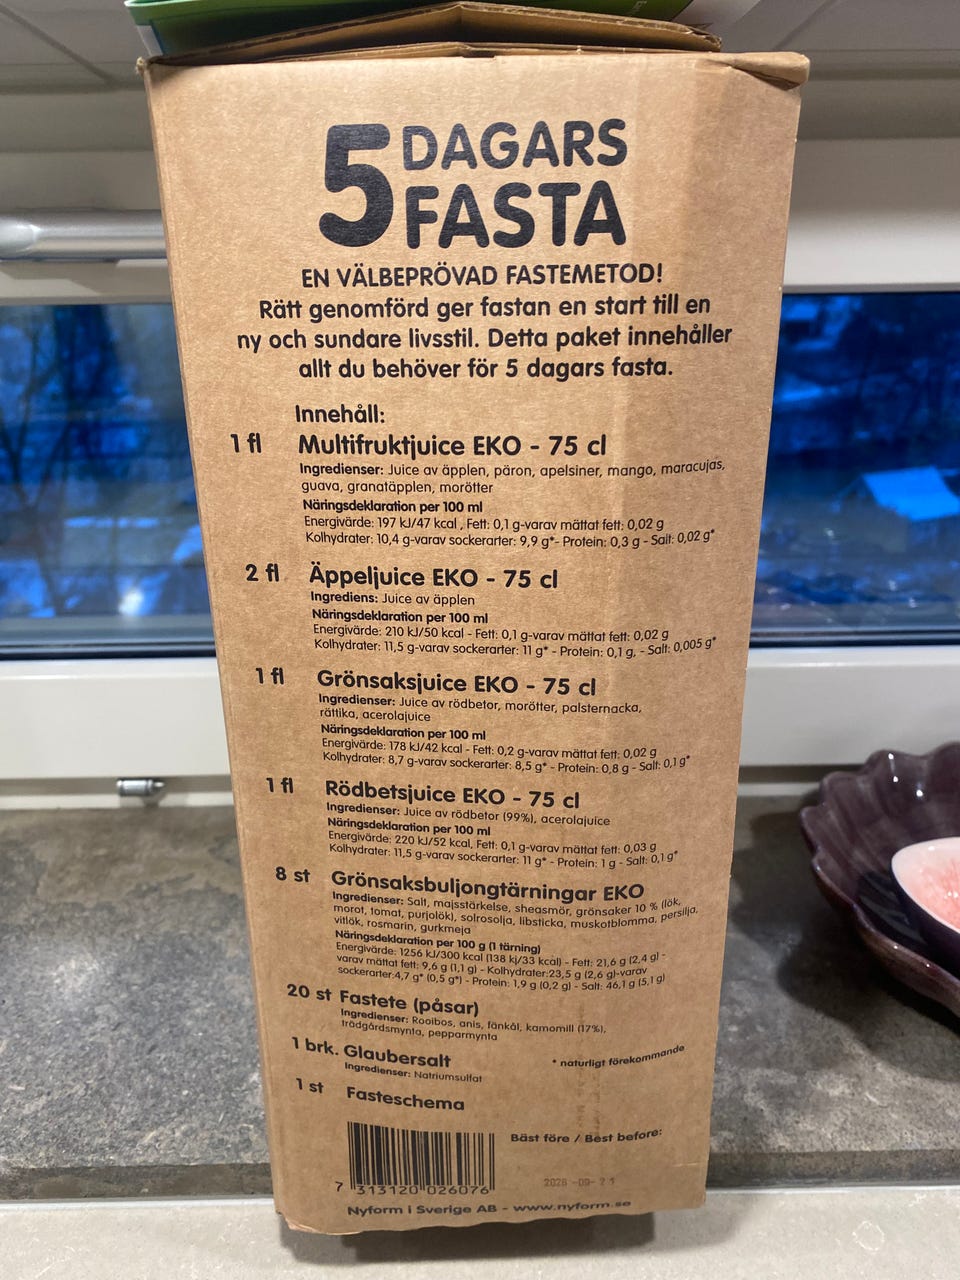 5 DAGARS
FASTA
EN VÄLBEPRÖVAD FASTEMETOD!
Rätt genomförd ger fastan en start till en
ny och sundare livsstil. Detta paket innehåller
allt du behöver för 5 dagars fasta.
Innehåll:
1 fl Multifruktjuice EKO - 75 cl
Ingredienser: Juice av äpplen, päron, apelsiner, mango, maracujas,
guava, granatäpplen, morötter
Näringsdeklaration per 100 ml
Energivärde: 197 kJ/47 kcal , Fett: 0,1 g-varav mättat fett: 0,02 g
Kolhydrater: 10,4 g-varav sockerarter: 9,9 g*- Protein: 0,3 g - Salt: 0,02 g*
2 fl Äppeljuice EKO - 75 cl
Ingrediens: Juice av äpplen
Näringsdeklaration per 100 ml
Energivärde: 210 kJ/50 kcal - Fett: 0,1 g-varav mättat fett: 0,02 g
Kolhydrater: 11,5 g-varav sockerarter: 11 g* - Protein: 0,1 g, - Salt: 0,005 g*
1 fl Grönsaksjuice EKO - 75 cl
Ingredienser: Juice av rödbetor, morötter, palsternacka,
rättika, acerolajuice
Näringsdeklaration per 100 ml
Energivärde: 178 kJ/42 kcal - Fett: 0,2 g-varav mättat fett: 0,02 g
Kolhydrater: 8,7 g-varav sockerarter: 8,5 g* - Protein: 0,8 g - Salt: 0,1 g*
1 fl Rödbetsjuice EKO - 75 cl
Ingredienser: Juice av rödbetor (99%), acerolajuice
Näringsdeklaration per 100 ml
Energivärde: 220 kJ/52 kcal, Fett: 0,1 g-varav mättat fett: 0,03 g
Kolhydrater: 11,5 g-varav sockerarter: 11 g* - Protein: 1 g - Salt: 0,1 g*
8 st Grönsaksbuljongtärningar EKO
Ingredienser: Salt, majsstärkelse, sheasmör, grönsaker 10 % (lök,
morot, tomat, purjolök), solrosolja, libsticka, muskotblomma, persilja,
vitlök, rosmarin, gurkmeja
Näringsdeklaration per 100 g (1 tärning)
Energivärde: 1256 kJ/300 kcal (138 kj/33 kcal) - Fett: 21,6 g (2,4 g) -
varav mättat fett: 9,6 g (1,1 g) - Kolhydrater:23,5 g (2,6 g)-varav
sockerarter:4,7 g* (0,5 g*) - Protein: 1,9 g (0,2 g) - Salt: 46,1 g (5,1 g)
20 st Fastete (påsar)
Ingredienser: Rooibos, anis, fänkål, kamomill (17%),
trädgårdsmynta, pepparmynta
1 brk. Glaubersalt
Ingredienser: Natriumsulfat
* naturligt förekommande
1 st Fasteschema
Bäst före / Best before:
2026 -09- 21
7 313120 026076
Nyform i Sverige AB - www.nyform.se